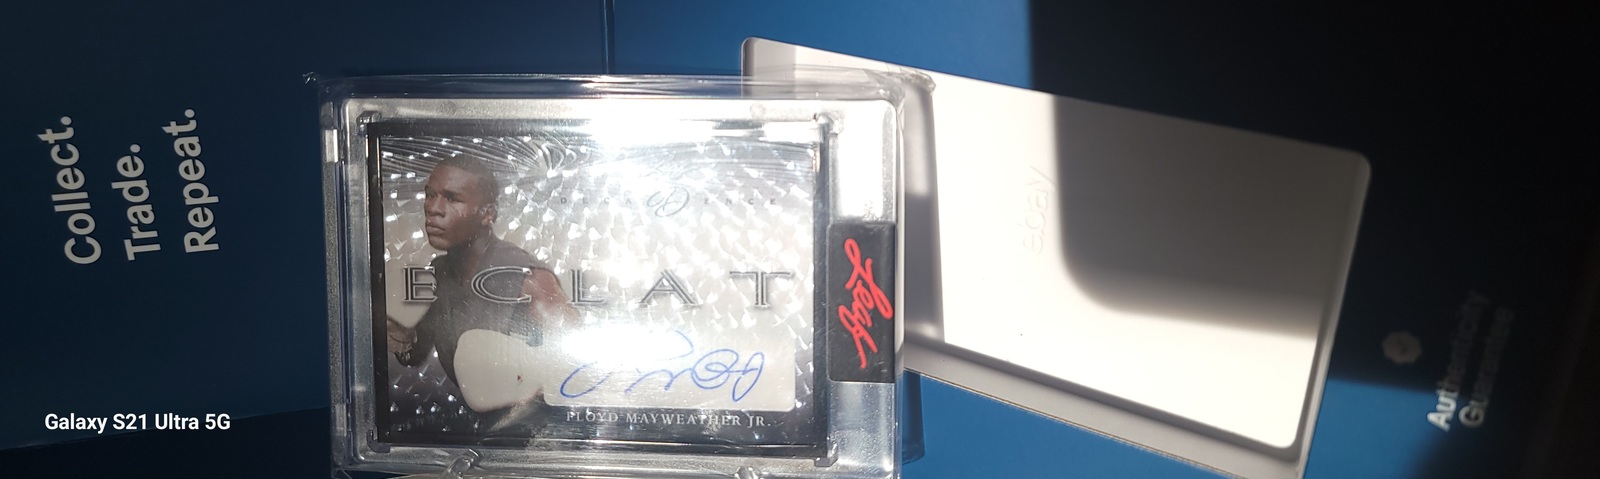 Collect.
Trade.
Repeat.
DECADENCE
ECLAT
FLOYD MAYWEATHER JR.
Leaf
ebay
Authenticity
Guarantee
Galaxy S21 Ultra 5G